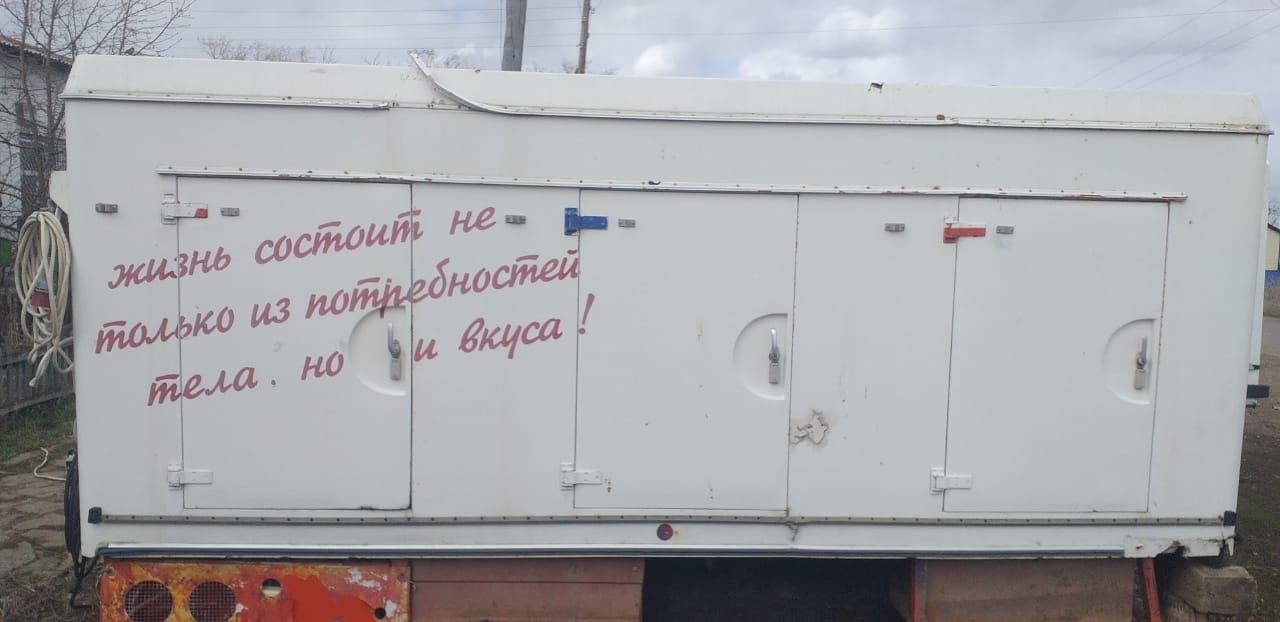 жизнь состоит не
только из потребностей
тела. но и вкуса!